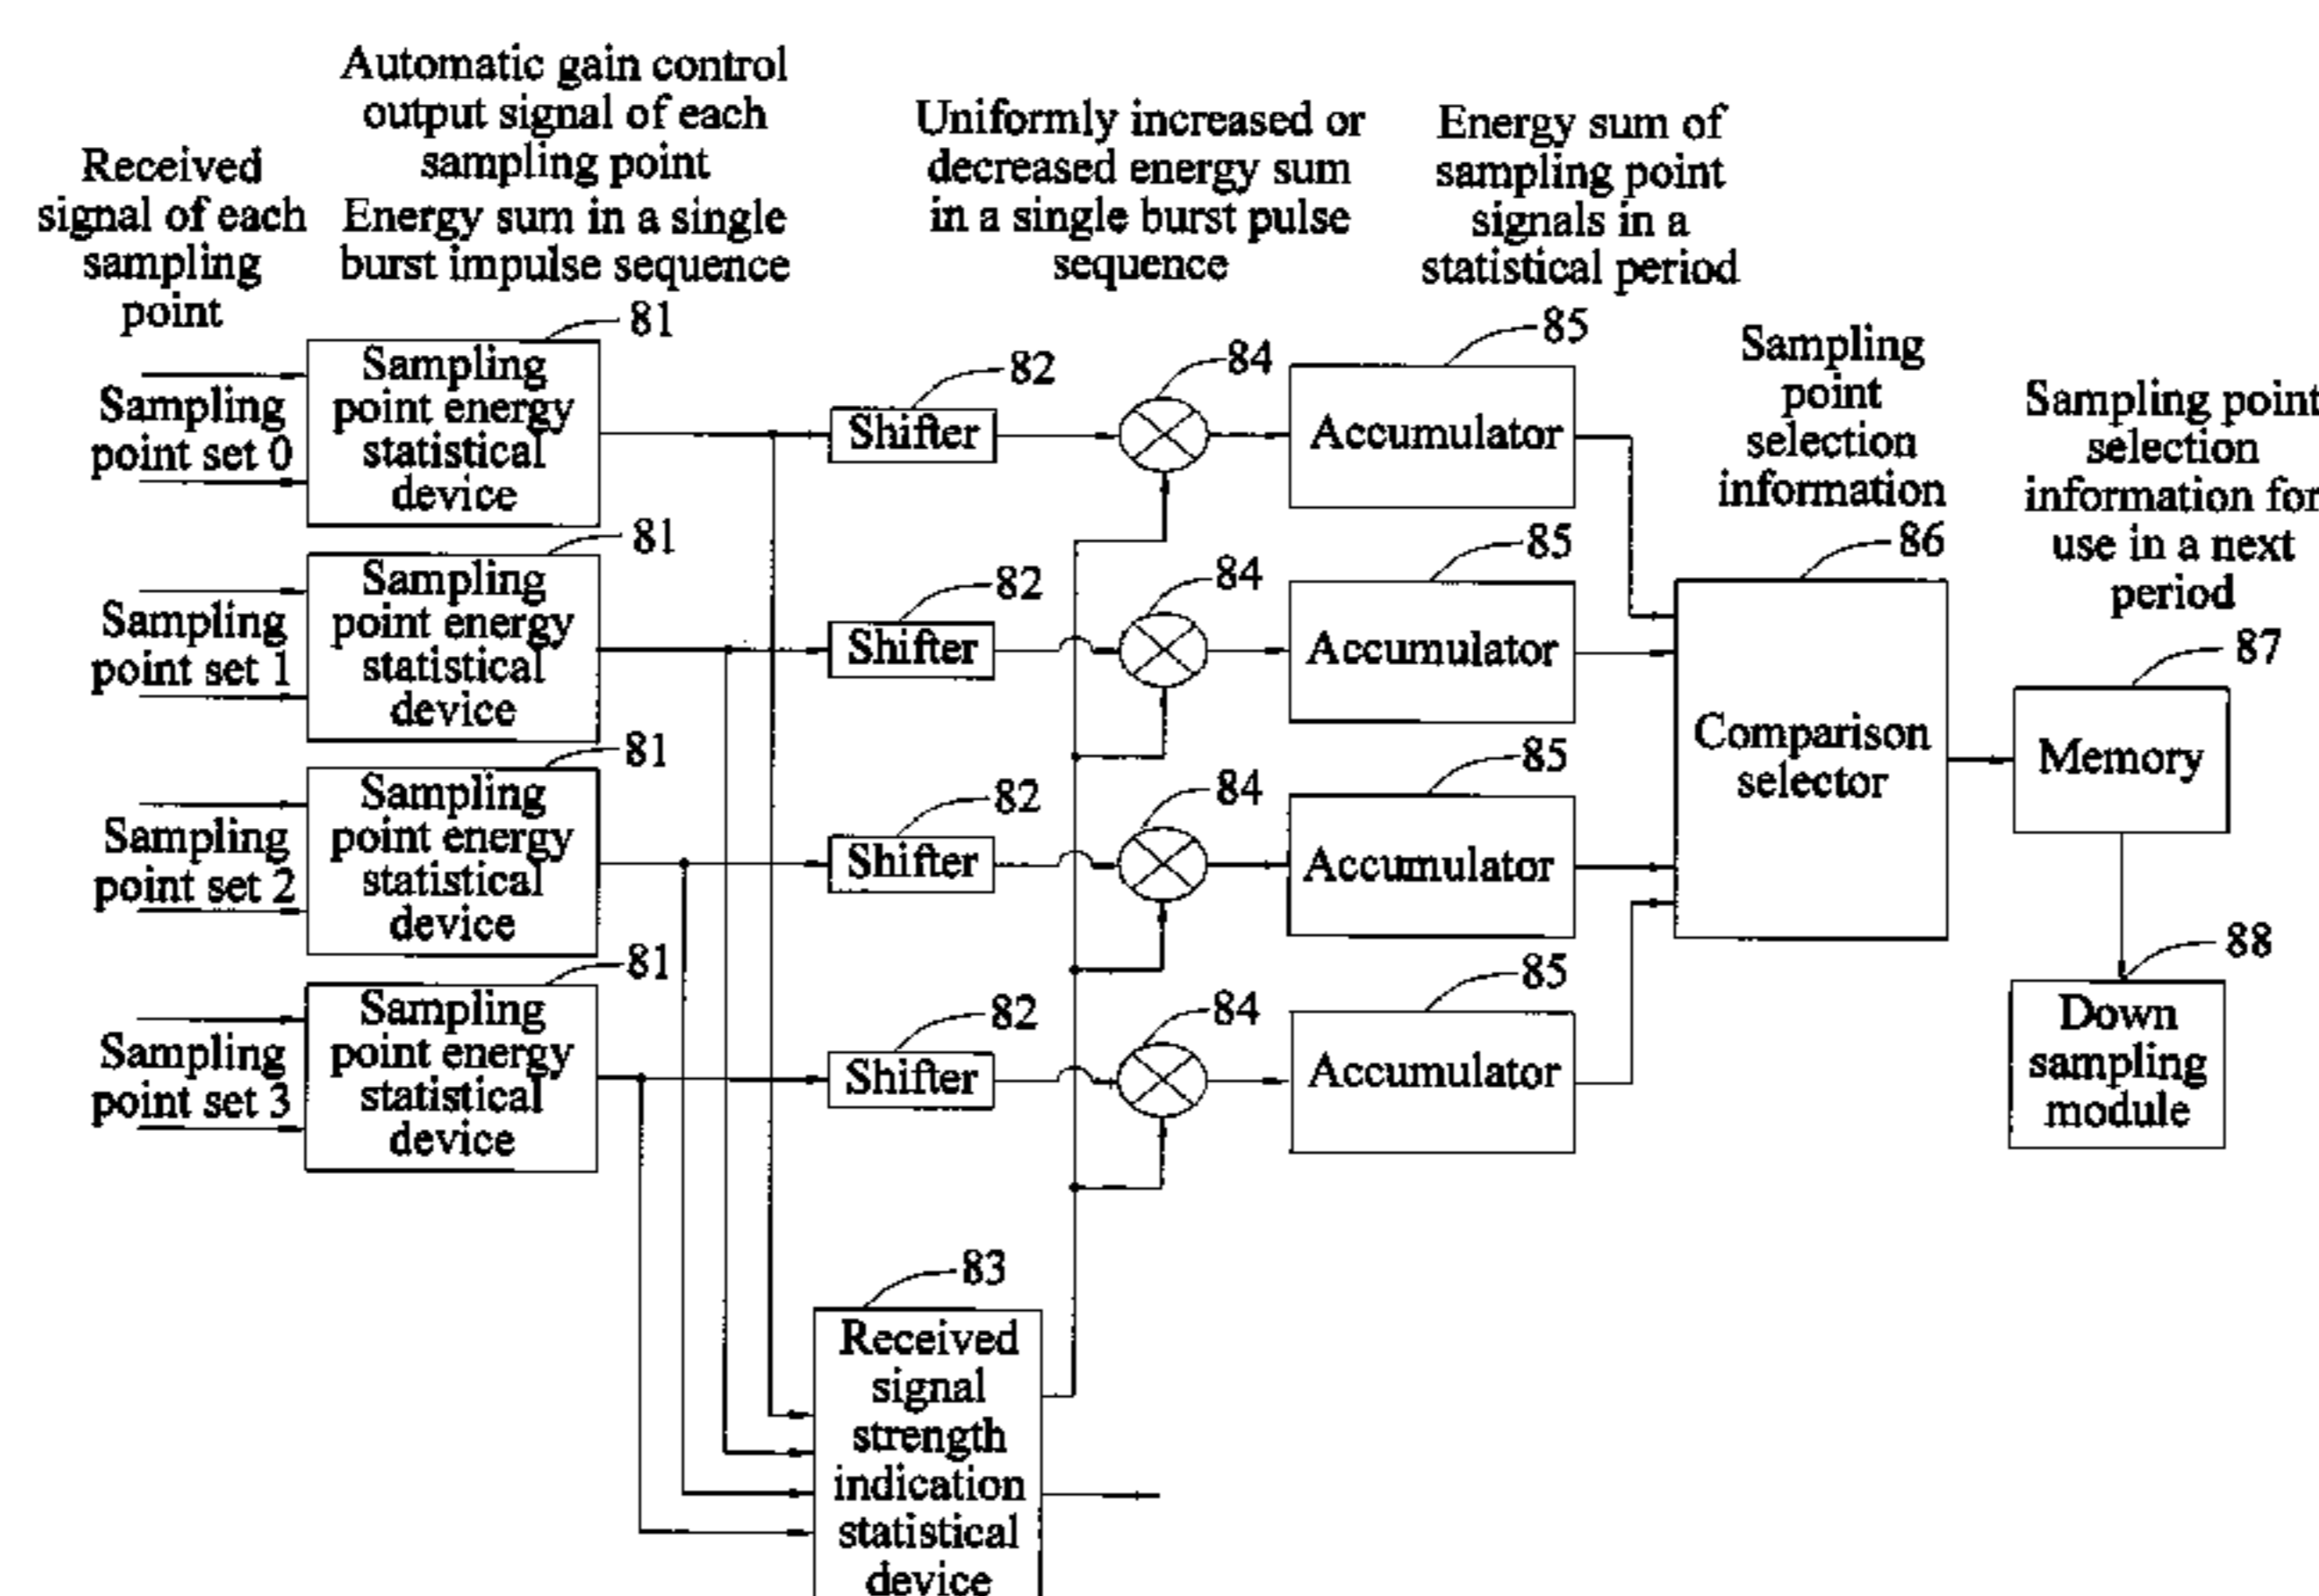 Received
signal of each
sampling
point
Automatic gain control
output signal of each
sampling point
Energy sum in a single
burst impulse sequence
Uniformly increased or
decreased energy sum
in a single burst pulse
sequence
Energy sum of
sampling point
signals in a
statistical period
Sampling
point
selection
information
Sampling point
selection
information for
use in a next
period
Sampling
point set 0
81
Sampling
point energy
statistical
device
82
Shifter
84
85
Accumulator
Sampling
point set 1
81
Sampling
point energy
statistical
device
82
Shifter
84
85
Accumulator
Sampling
point set 2
81
Sampling
point energy
statistical
device
82
Shifter
84
85
Accumulator
Sampling
point set 3
81
Sampling
point energy
statistical
device
82
Shifter
84
85
Accumulator
86
Comparison
selector
87
Memory
88
Down
sampling
module
83
Received
signal
strength
indication
statistical
device